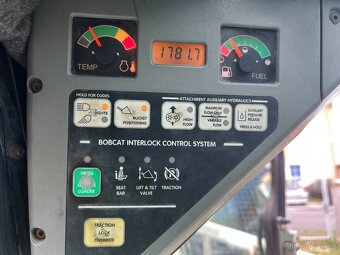 1781.7
TEMP
FUEL
HOLD FOR CODES
ATTACHMENT AUXILIARY HYDRAULICS
LIGHTS
BUCKET POSITIONING
HIGH FLOW
MAXIMUM FLOW
VARIABLE FLOW
AUXILIARY PRESSURE RELEASE
PRESS & HOLD
BOBCAT INTERLOCK CONTROL SYSTEM
PRESS
LOADER
SEAT BAR
LIFT & TILT VALVE
TRACTION
TRACTION
LOCK
OVERRIDE